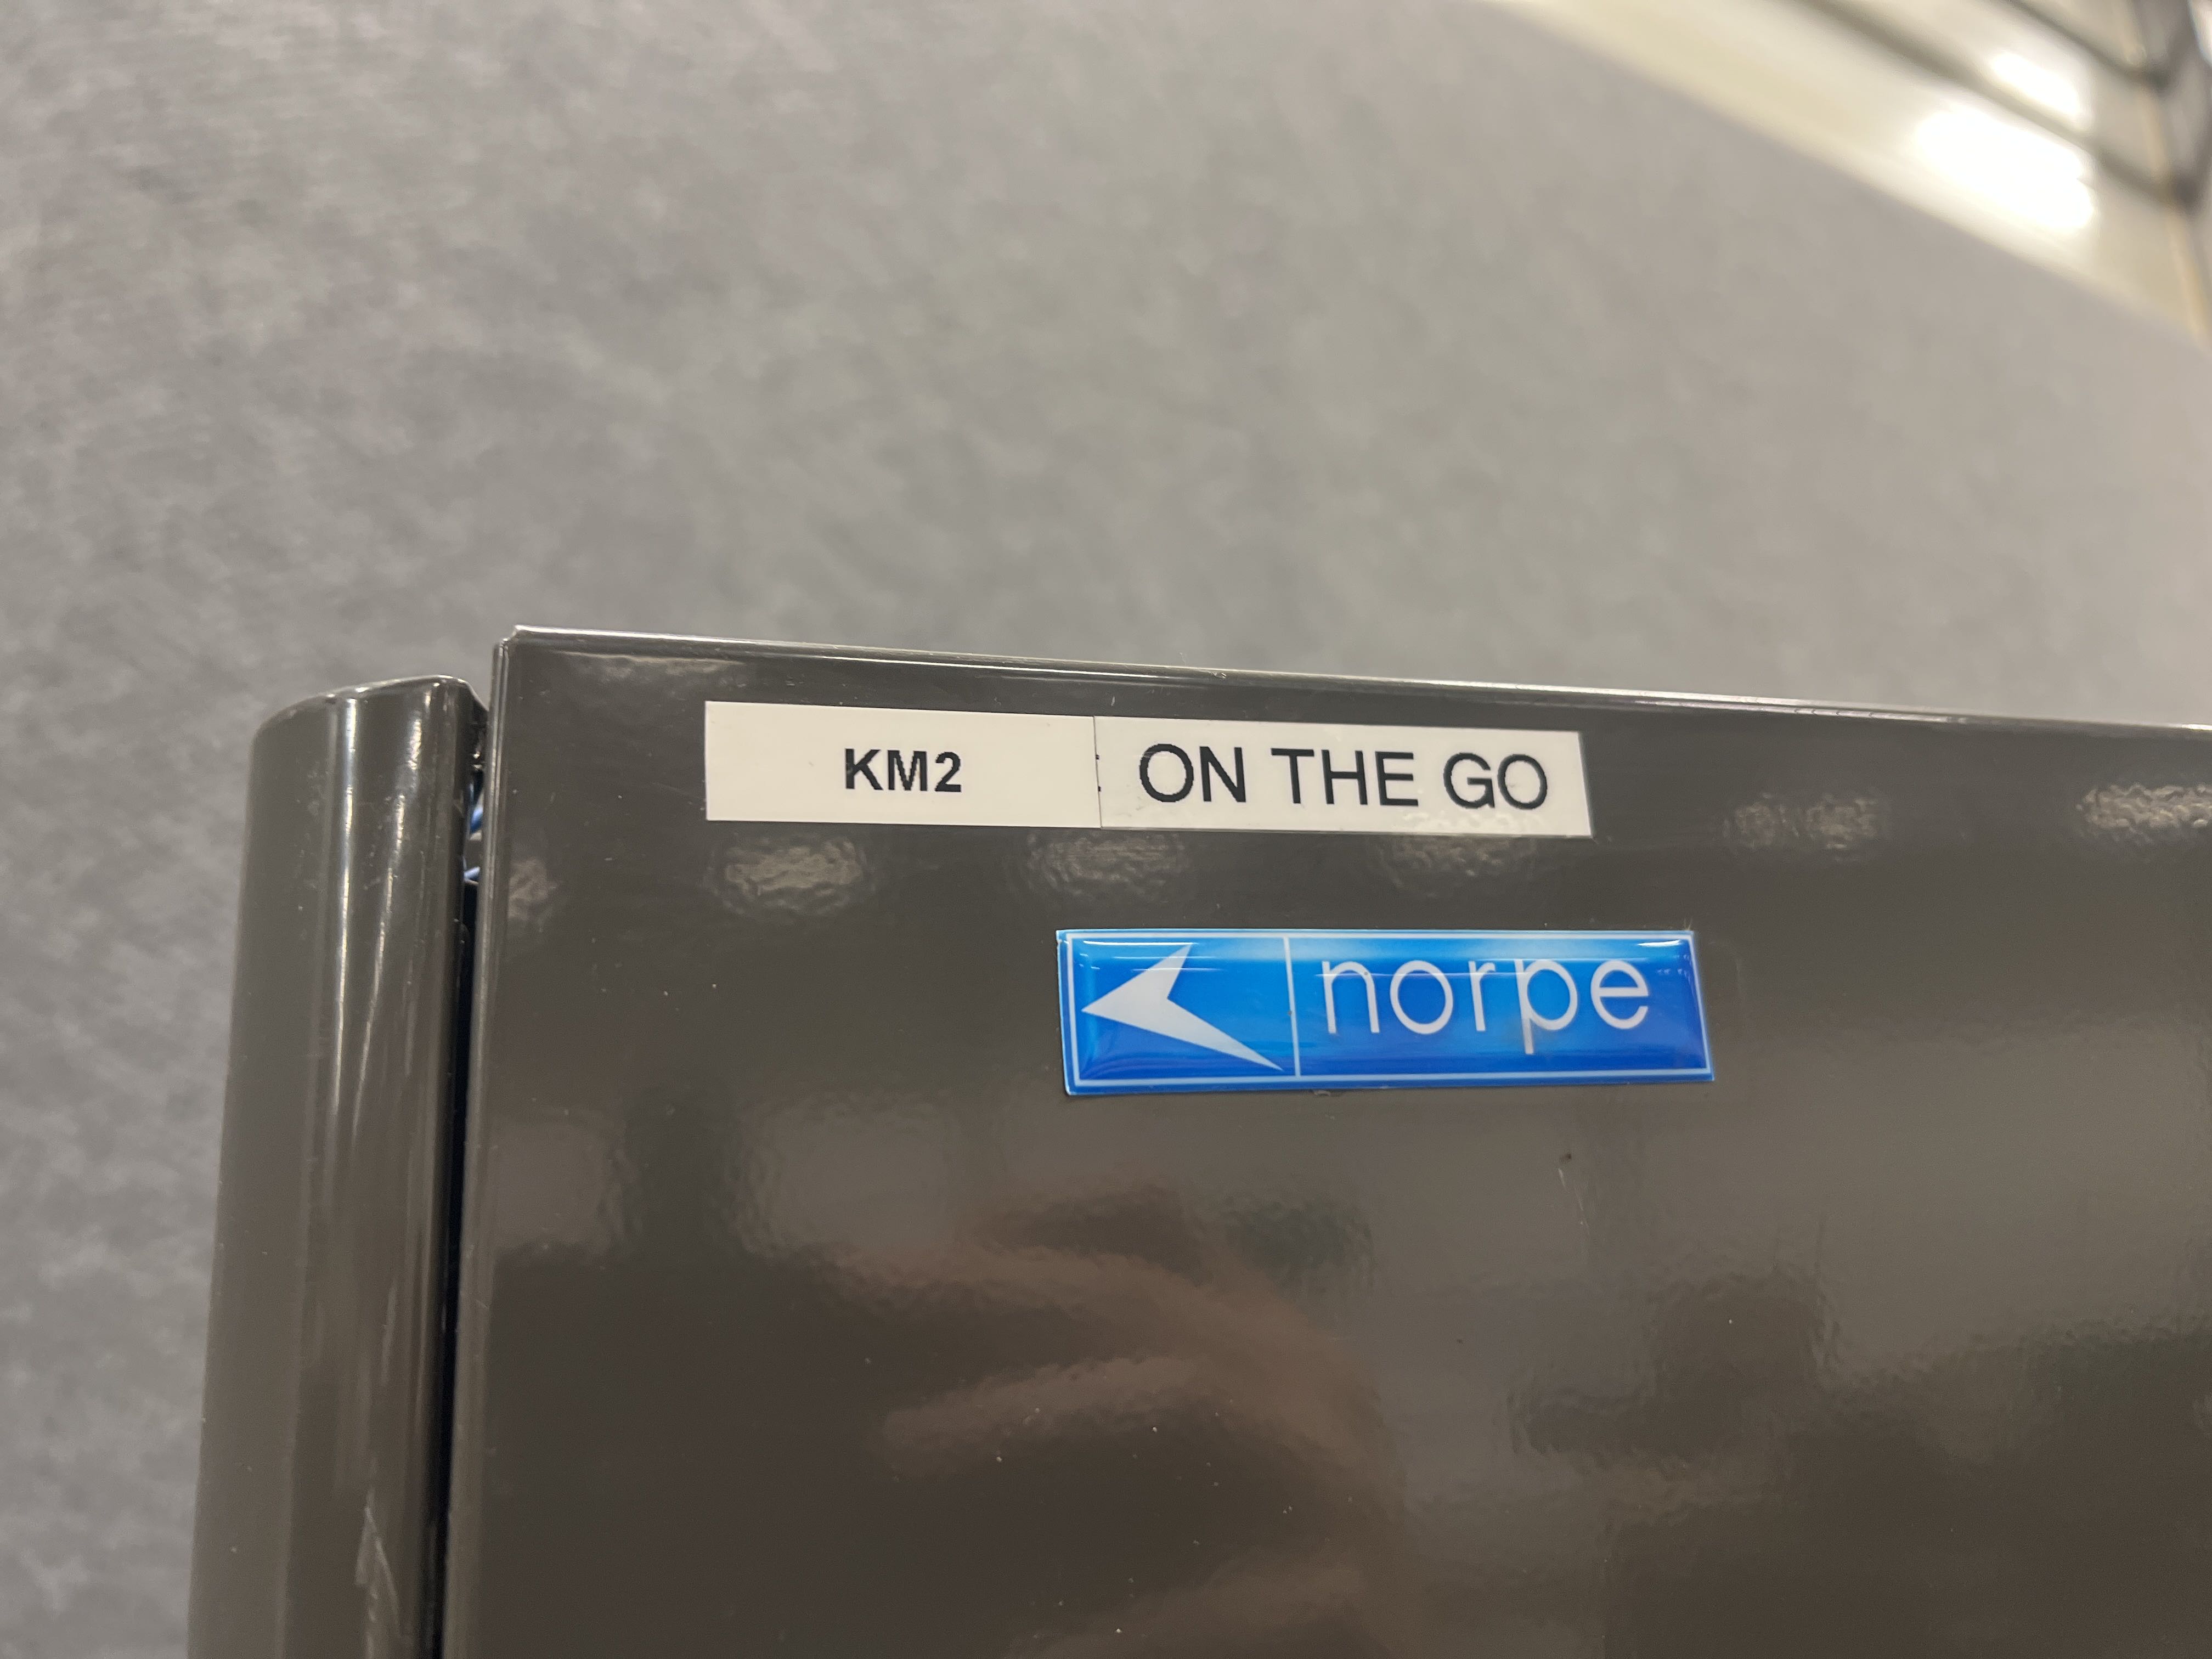 KM2 ON THE GO
norpe